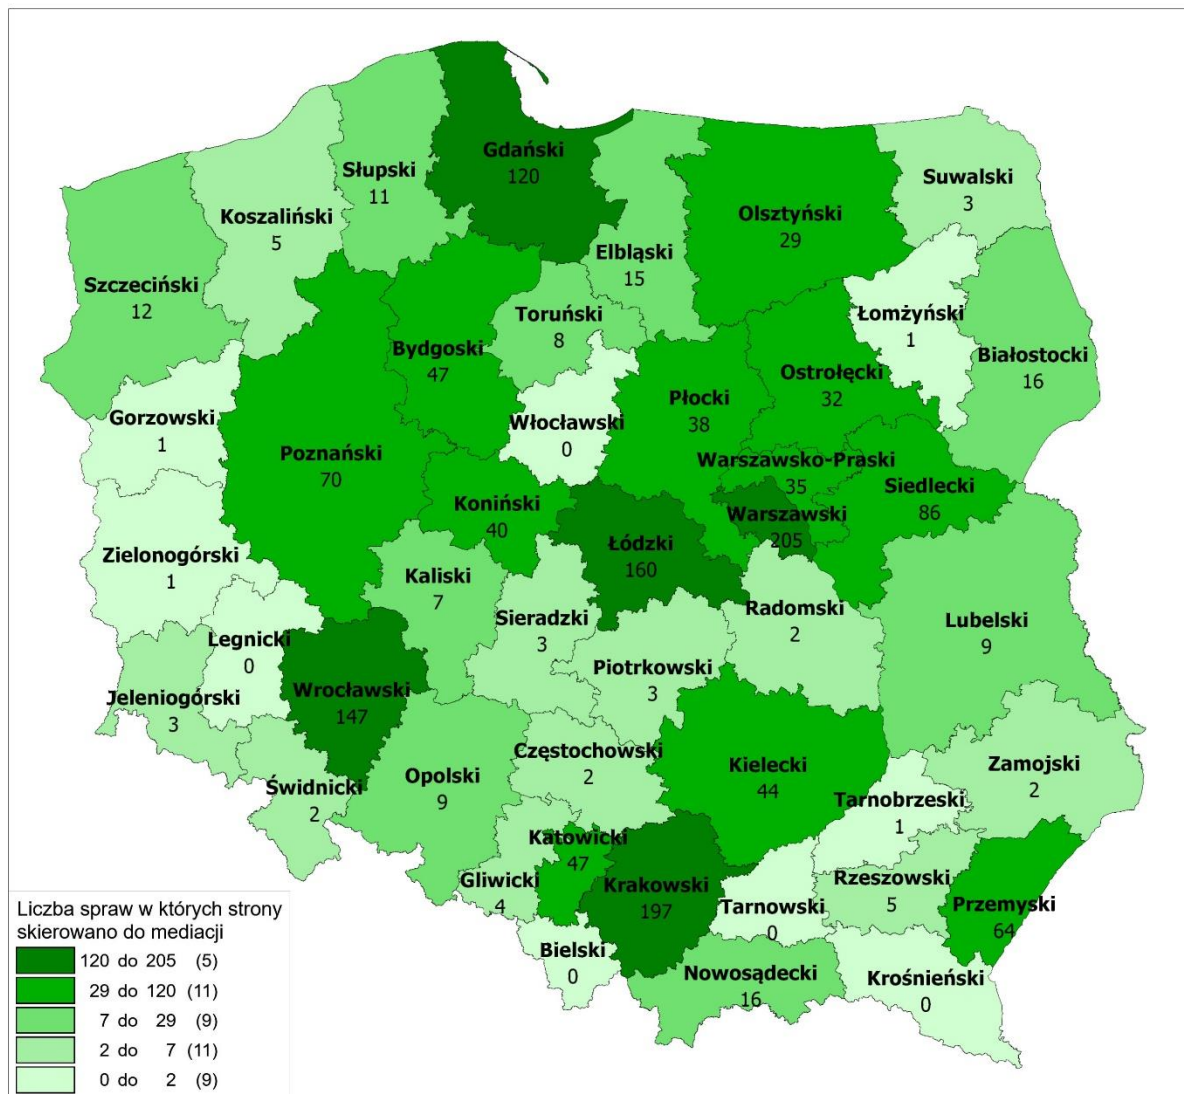 Gdański
120
Słupski
11
Koszaliński
5
Szczeciński
12
Elbląski
15
Olsztyński
29
Suwalski
3
Łomżyński
1
Białostocki
16
Toruński
8
Bydgoski
47
Ostrołęcki
32
Płocki
38
Włocławski
0
Gorzowski
1
Poznański
70
Warszawsko-Praski
35
Siedlecki
86
Warszawski
205
Koniński
40
Łódzki
160
Zielonogórski
1
Kaliski
7
Sieradzki
3
Radomski
2
Lubelski
9
Legnicki
0
Piotrkowski
3
Jeleniogórski
3
Wrocławski
147
Częstochowski
2
Kielecki
44
Zamojski
2
Świdnicki
2
Opolski
9
Tarnobrzeski
1
Katowicki
47
Gliwicki
4
Krakowski
197
Tarnowski
0
Rzeszowski
5
Przemyski
64
Bielski
0
Nowosądecki
16
Krośnieński
0
Liczba spraw w których strony
skierowano do mediacji
120 do 205 (5)
29 do 120 (11)
7 do 29 (9)
2 do 7 (11)
0 do 2 (9)